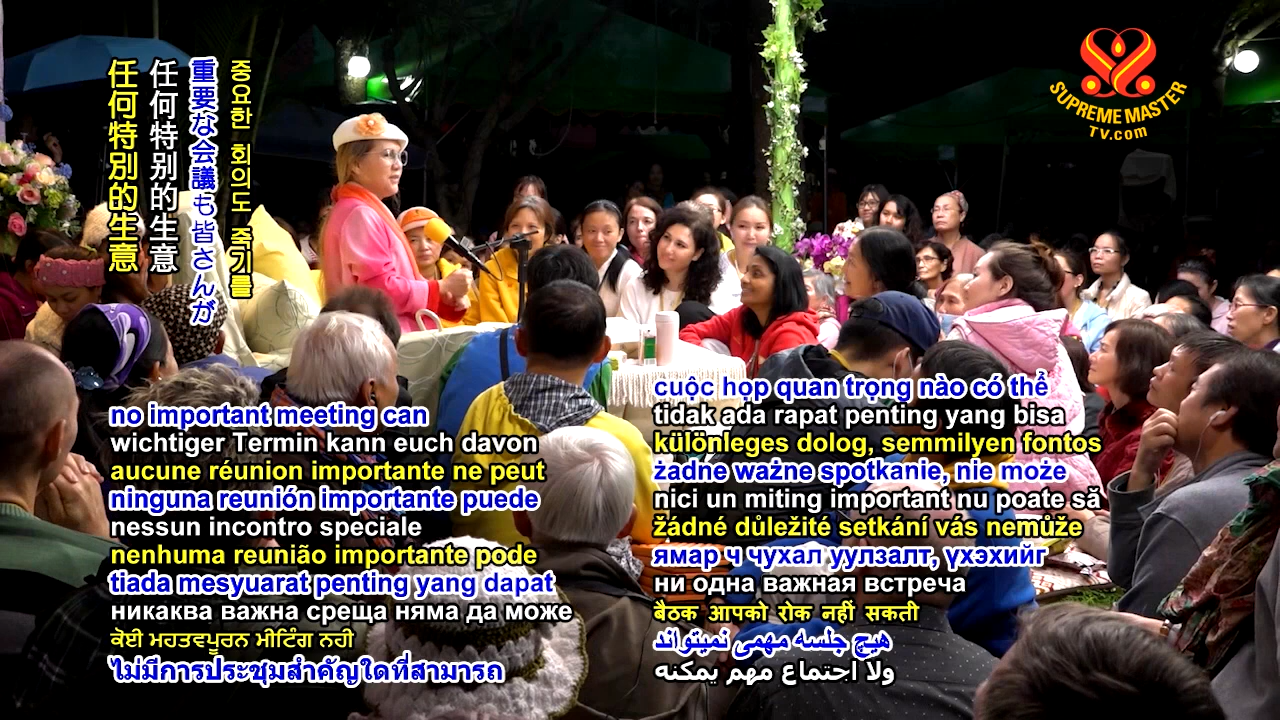 任何特別的生意
任何特别的生意
重要な会議も皆さんが
중요한 회의도 죽기를
SUPREME MASTER
TV.com
no important meeting can
wichtiger Termin kann euch davon
aucune réunion importante ne peut
ninguna reunión importante puede
nessun incontro speciale
nenhuma reunião importante pode
tiada mesyuarat penting yang dapat
никаква важна среща няма да може
ਕੋਈ ਮਹਤਵਪੂਰਨ ਮੀਟਿੰਗ ਨਹੀ
ไม่มีการประชุมสำคัญใดที่สามารถ
cuộc họp quan trọng nào có thể
tidak ada rapat penting yang bisa
különleges dolog, semmilyen fontos
żadne ważne spotkanie, nie może
nici un miting important nu poate să
žádné důležité setkání vás nemůže
ямар ч чухал уулзалт, үхэхийг
ни одна важная встреча
बैठक आपको रोक नहीं सकती
هیچ جلسه مهمی نمیتواند
ولا اجتماع مهم يمكنه